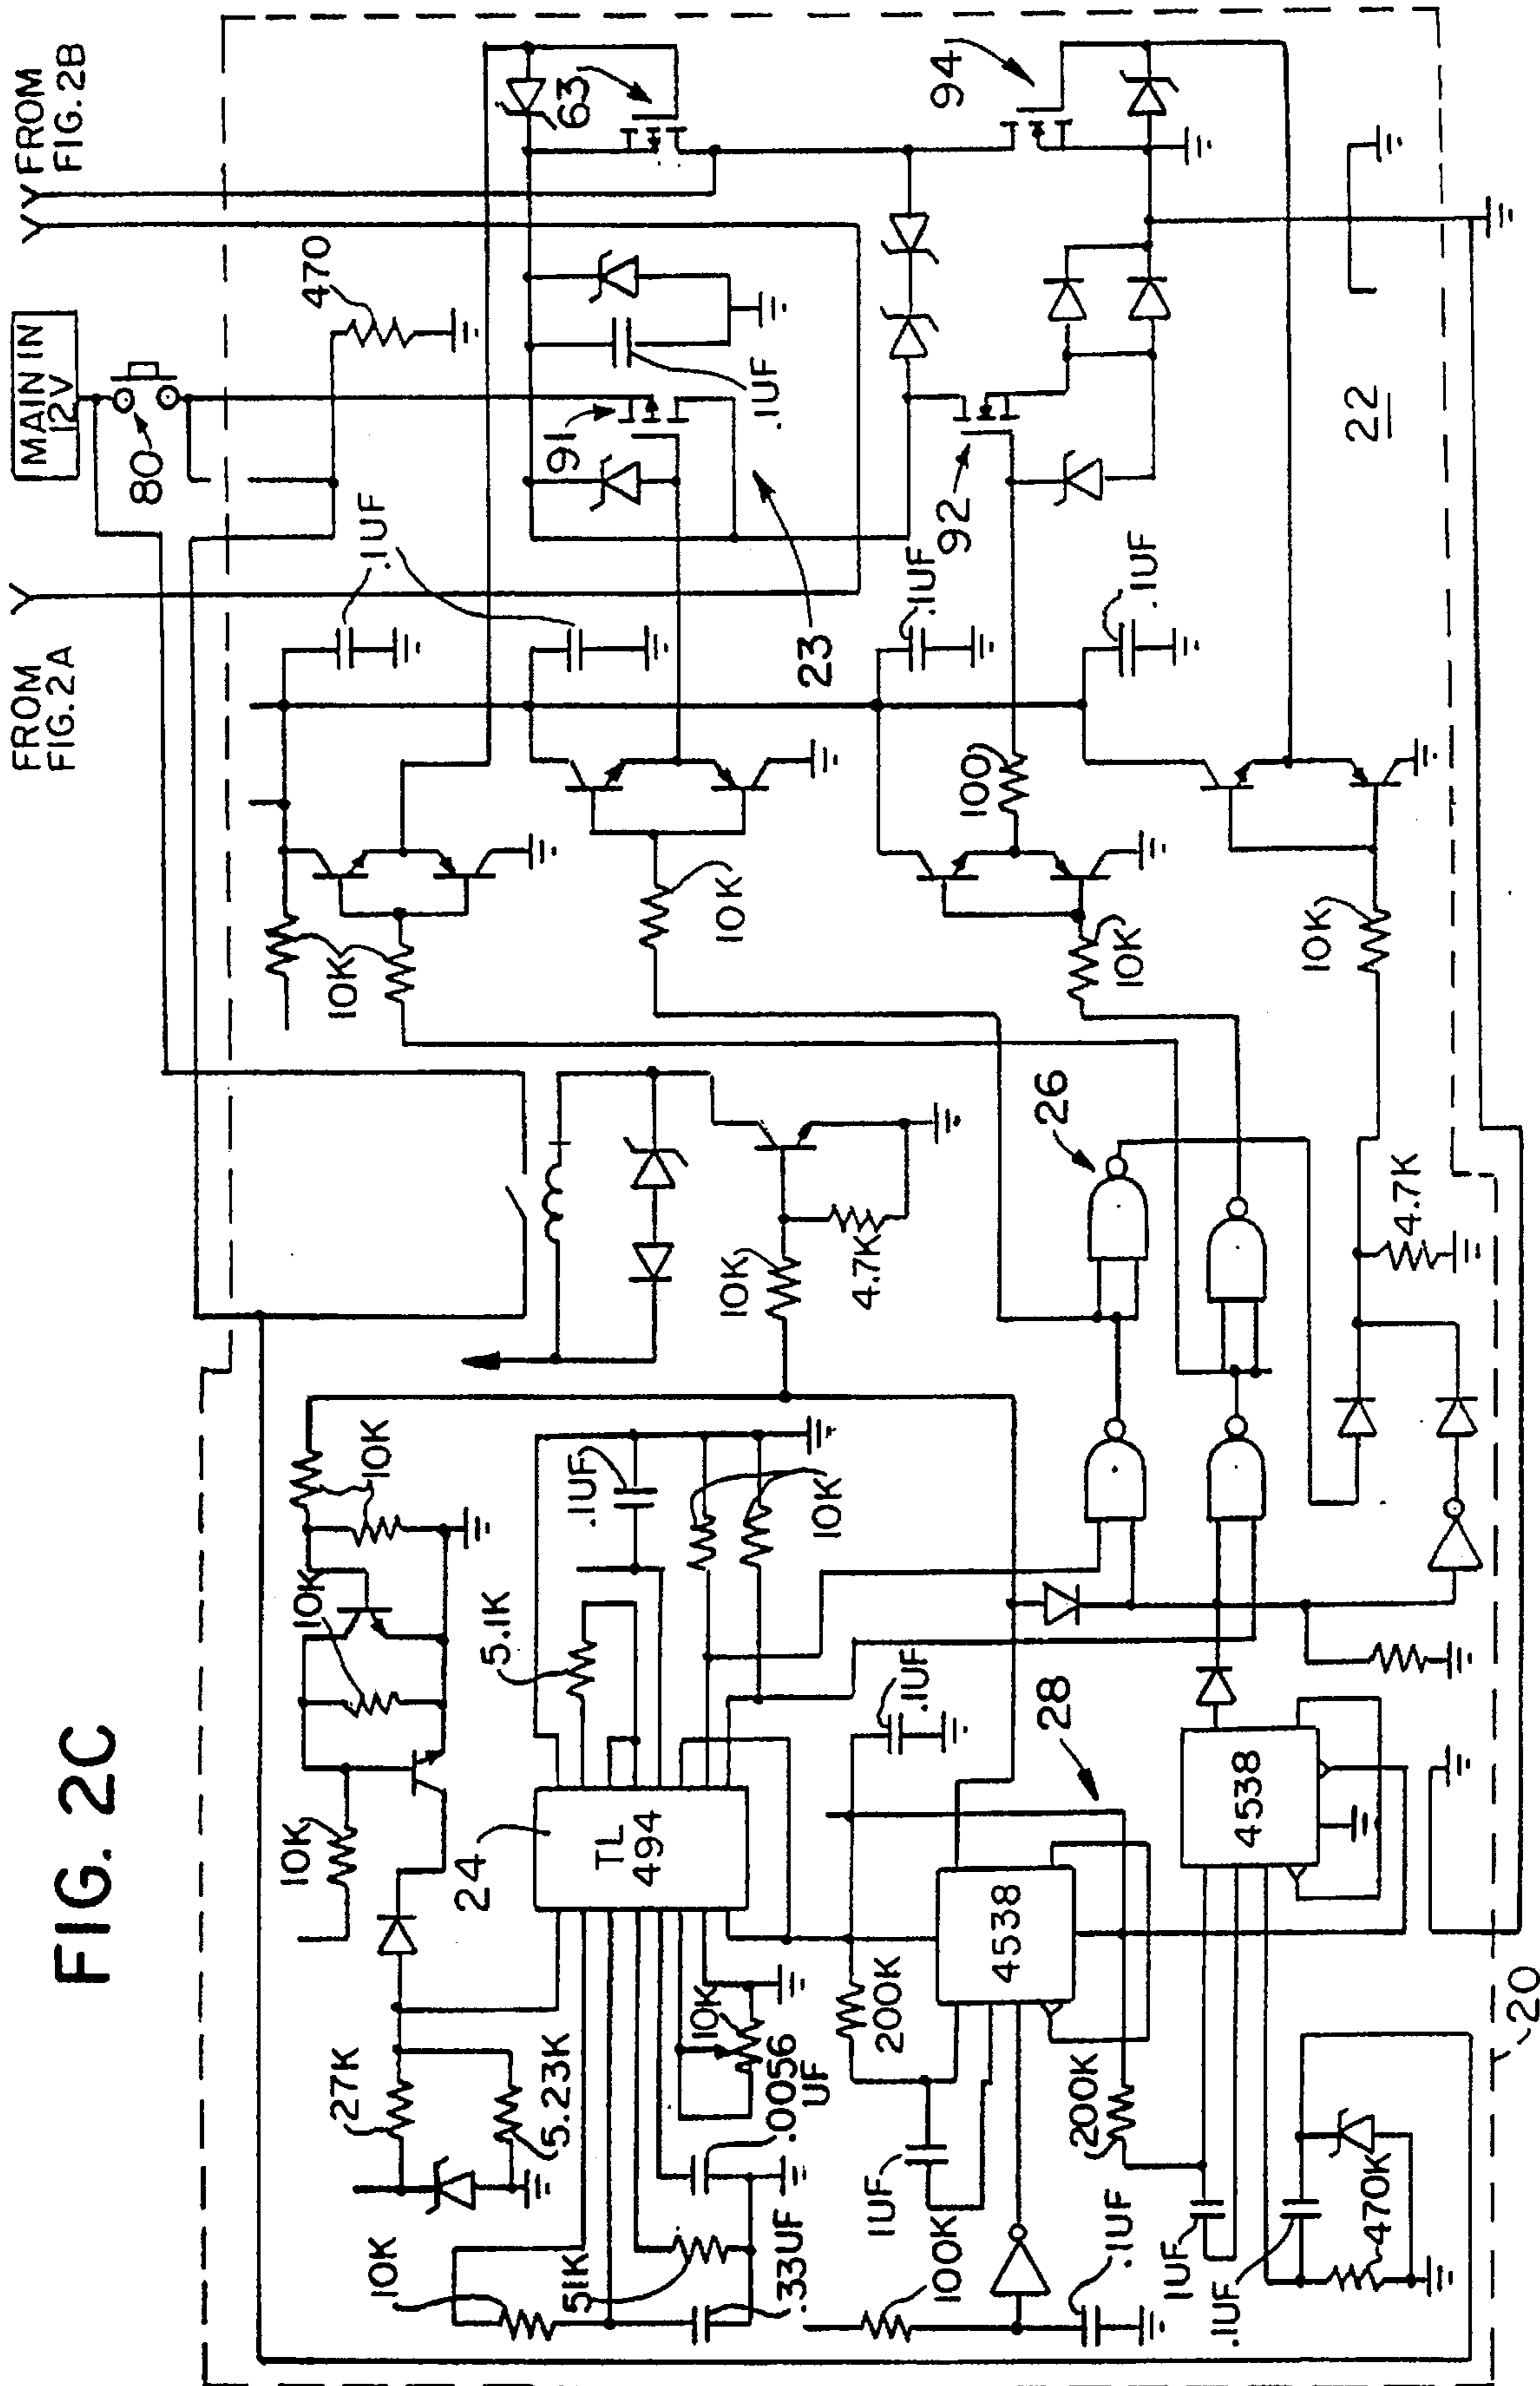 FIG. 2C
FROM
FIG. 2A
MAIN IN
12V
FROM
FIG. 2B
80
470
63
94
.1UF
91
.1UF
23
92
.1UF
.1UF
22
10K
10K
100
10K
10K
26
10K
4.7K
4.7K
10K
10K
10K
.1UF
10K
5.1K
24
TL
494
.1UF
28
4538
27K
5.23K
10K
.0056
UF
200K
4538
10K
51K
.33UF
1UF
100K
.1UF
200K
1UF
.1UF
470K
20